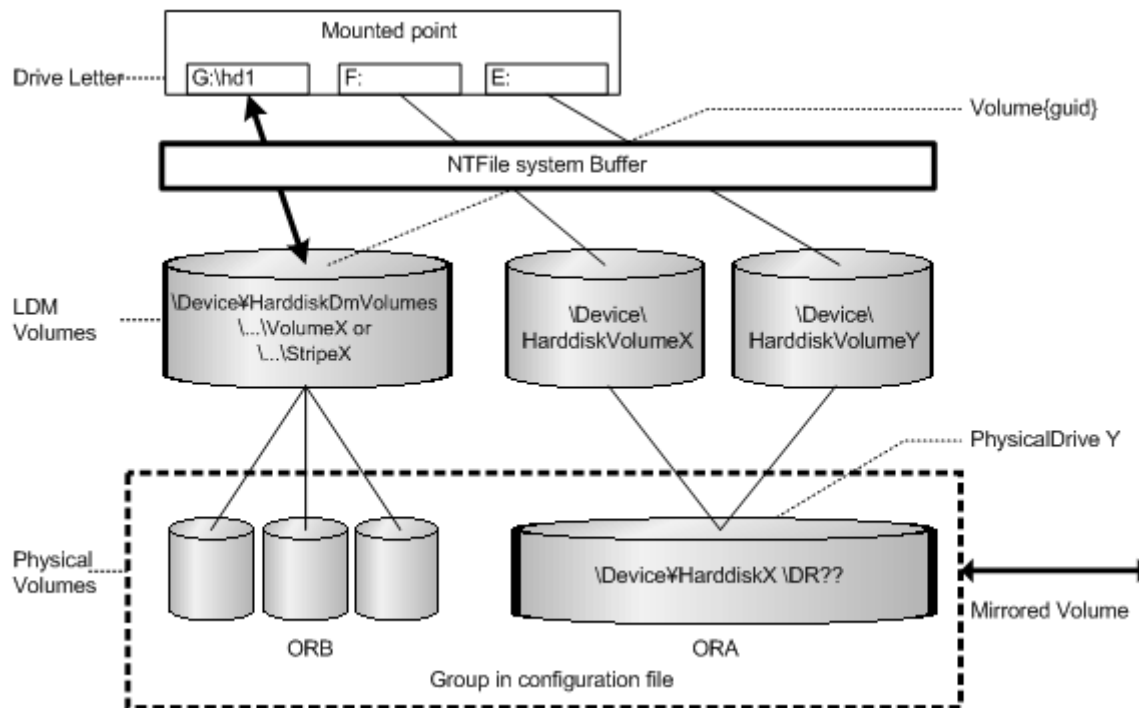 Mounted point
Drive Letter
G:\hd1
F:
E:
Volume{guid}
NTFile system Buffer
LDM
Volumes
\Device¥HarddiskDmVolumes
\...\VolumeX or
\...\StripeX
\Device\
HarddiskVolumeX
\Device\
HarddiskVolumeY
PhysicalDrive Y
Physical
Volumes
\Device¥HarddiskX \DR??
Mirrored Volume
ORB
ORA
Group in configuration file